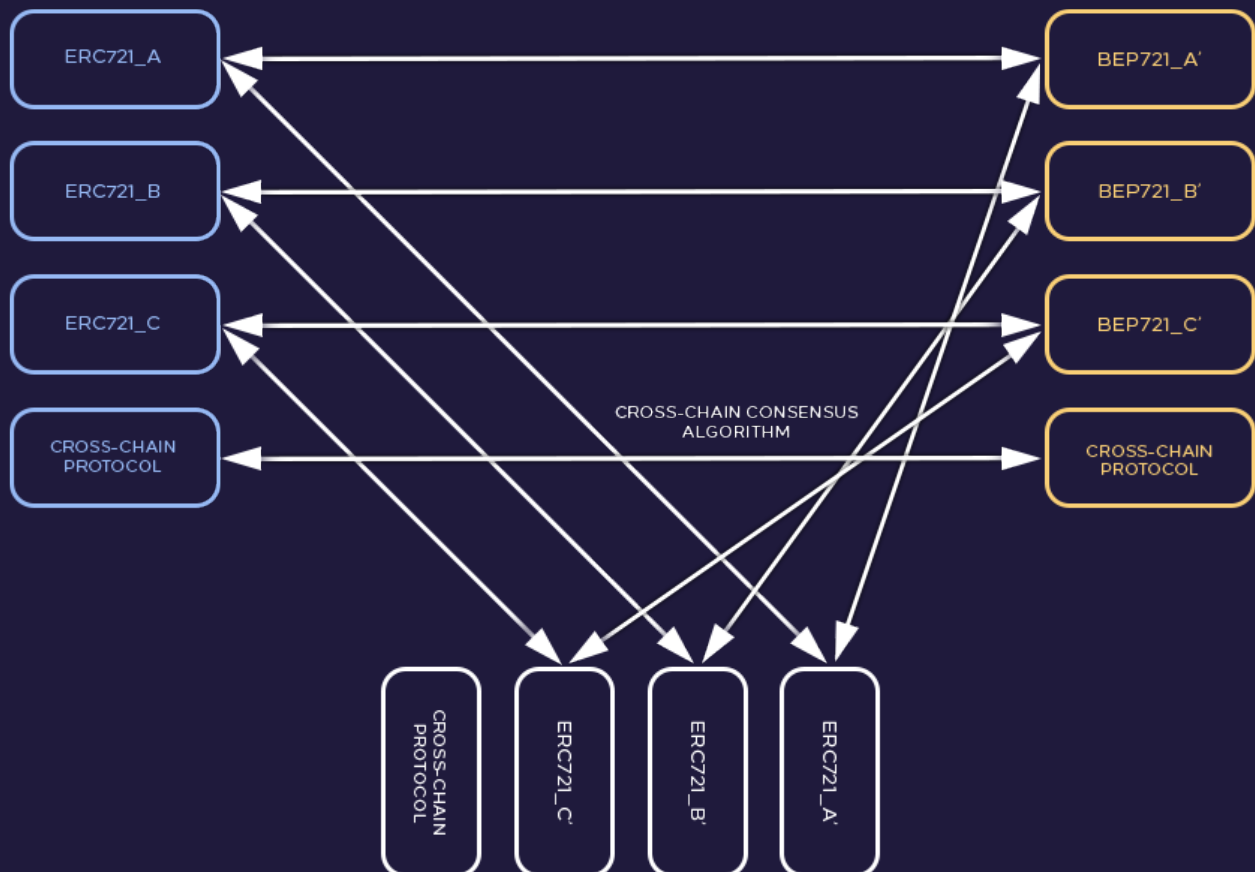 ERC721_A
BEP721_A'
ERC721_B
BEP721_B'
ERC721_C
BEP721_C'
CROSS-CHAIN CONSENSUS
ALGORITHM
CROSS-CHAIN
PROTOCOL
CROSS-CHAIN
PROTOCOL
CROSS-CHAIN
PROTOCOL
ERC721_C'
ERC721_B'
ERC721_A'